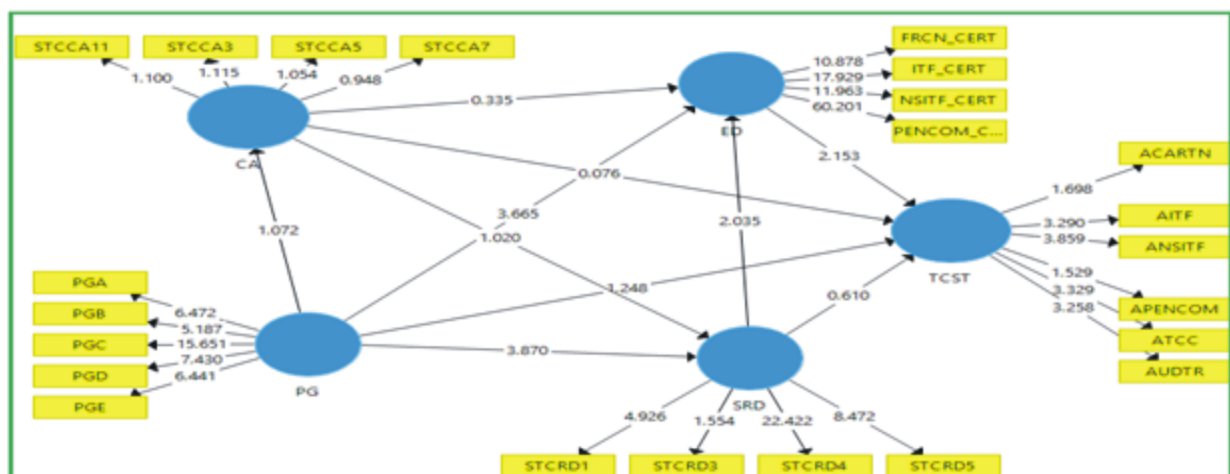 STCCA11
STCCA3
STCCA5
STCCA7
1.100
1.115
1.054
0.948
CA
FRCN_CERT
ITF_CERT
NSITF_CERT
PENCOM_C...
10.878
17.929
11.963
60.201
ED
0.335
0.076
3.665
1.020
1.072
2.035
2.153
1.248
0.610
3.870
ACARTN
AITF
ANSITF
APENCOM
ATCC
AUDTR
1.698
3.290
3.859
1.529
3.329
3.258
TCST
PGA
PGB
PGC
PGD
PGE
6.472
5.187
15.651
7.430
6.441
PG
SRD
4.926
1.554
22.422
8.472
STCRD1
STCRD3
STCRD4
STCRD5